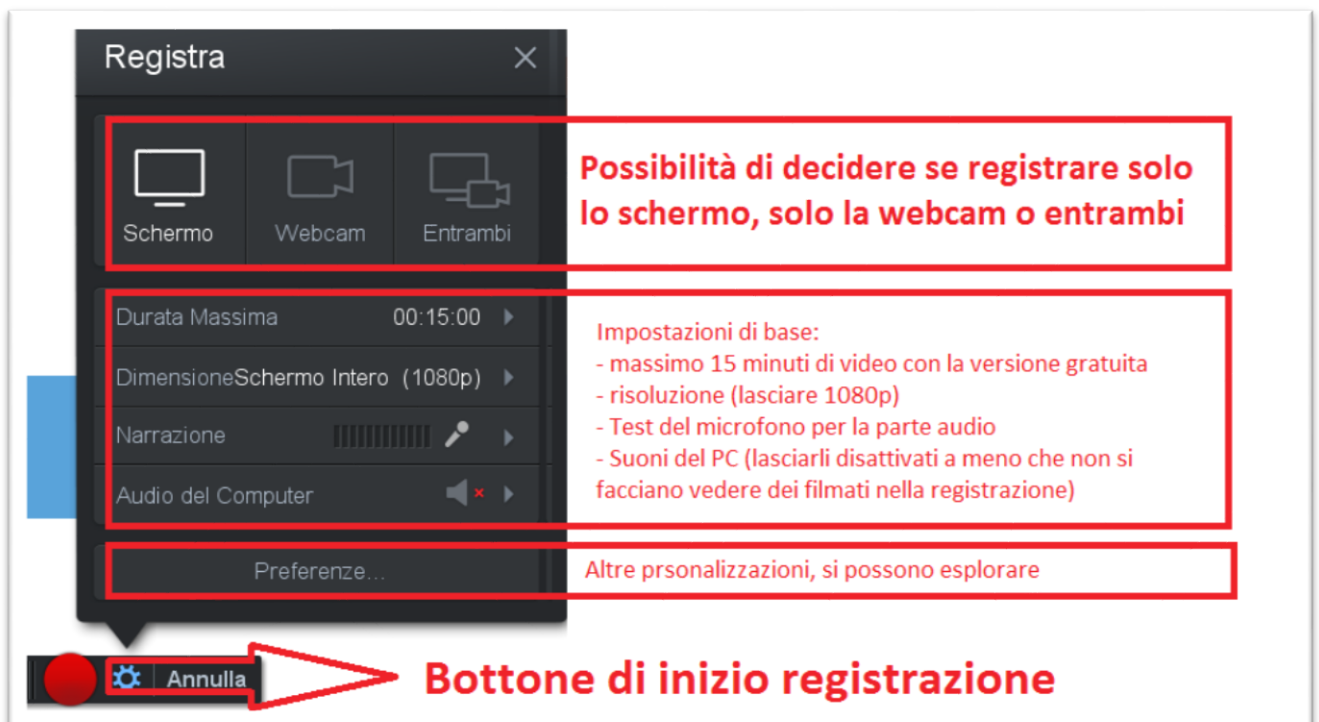 Registra
Schermo
Webcam
Entrambi
Possibilità di decidere se registrare solo
lo schermo, solo la webcam o entrambi
Durata Massima 00:15:00
DimensioneSchermo Intero (1080p)
Narrazione
Audio del Computer
Impostazioni di base:
- massimo 15 minuti di video con la versione gratuita
- risoluzione (lasciare 1080p)
- Test del microfono per la parte audio
- Suoni del PC (lasciarli disattivati a meno che non si
facciano vedere dei filmati nella registrazione)
Preferenze...
Altre prsonalizzazioni, si possono esplorare
Annulla
Bottone di inizio registrazione